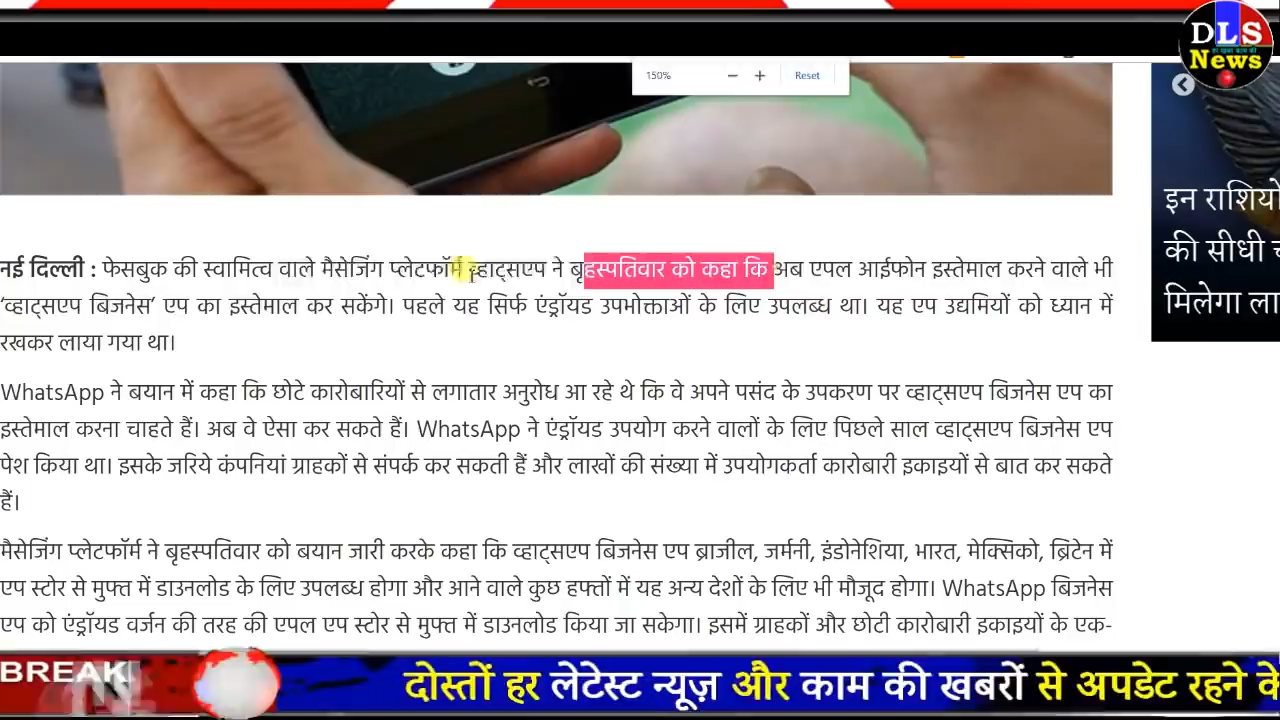 DLS
News
150%
Reset
इन राशियो
की सीधी च
मिलेगा ला
नई दिल्ली : फेसबुक की स्वामित्व वाले मैसेजिंग प्लेटफॉर्म व्हाट्सएप ने बृहस्पतिवार को कहा कि अब एपल आईफोन इस्तेमाल करने वाले भी
‘व्हाट्सएप बिजनेस’ एप का इस्तेमाल कर सकेंगे। पहले यह सिर्फ एंड्रॉयड उपभोक्ताओं के लिए उपलब्ध था। यह एप उद्यमियों को ध्यान में
रखकर लाया गया था।
WhatsApp ने बयान में कहा कि छोटे कारोबारियों से लगातार अनुरोध आ रहे थे कि वे अपने पसंद के उपकरण पर व्हाट्सएप बिजनेस एप का
इस्तेमाल करना चाहते हैं। अब वे ऐसा कर सकते हैं। WhatsApp ने एंड्रॉयड उपयोग करने वालों के लिए पिछले साल व्हाट्सएप बिजनेस एप
पेश किया था। इसके जरिये कंपनियां ग्राहकों से संपर्क कर सकती हैं और लाखों की संख्या में उपयोगकर्ता कारोबारी इकाइयों से बात कर सकते
हैं।
मैसेजिंग प्लेटफॉर्म ने बृहस्पतिवार को बयान जारी करके कहा कि व्हाट्सएप बिजनेस एप ब्राजील, जर्मनी, इंडोनेशिया, भारत, मेक्सिको, ब्रिटेन में
एप स्टोर से मुफ्त में डाउनलोड के लिए उपलब्ध होगा और आने वाले कुछ हफ्तों में यह अन्य देशों के लिए भी मौजूद होगा। WhatsApp बिजनेस
एप को एंड्रॉयड वर्जन की तरह की एपल एप स्टोर से मुफ्त में डाउनलोड किया जा सकेगा। इसमें ग्राहकों और छोटी कारोबारी इकाइयों के एक-
BREAK
दोस्तों हर लेटेस्ट न्यूज़ और काम की खबरों से अपडेट रहने के